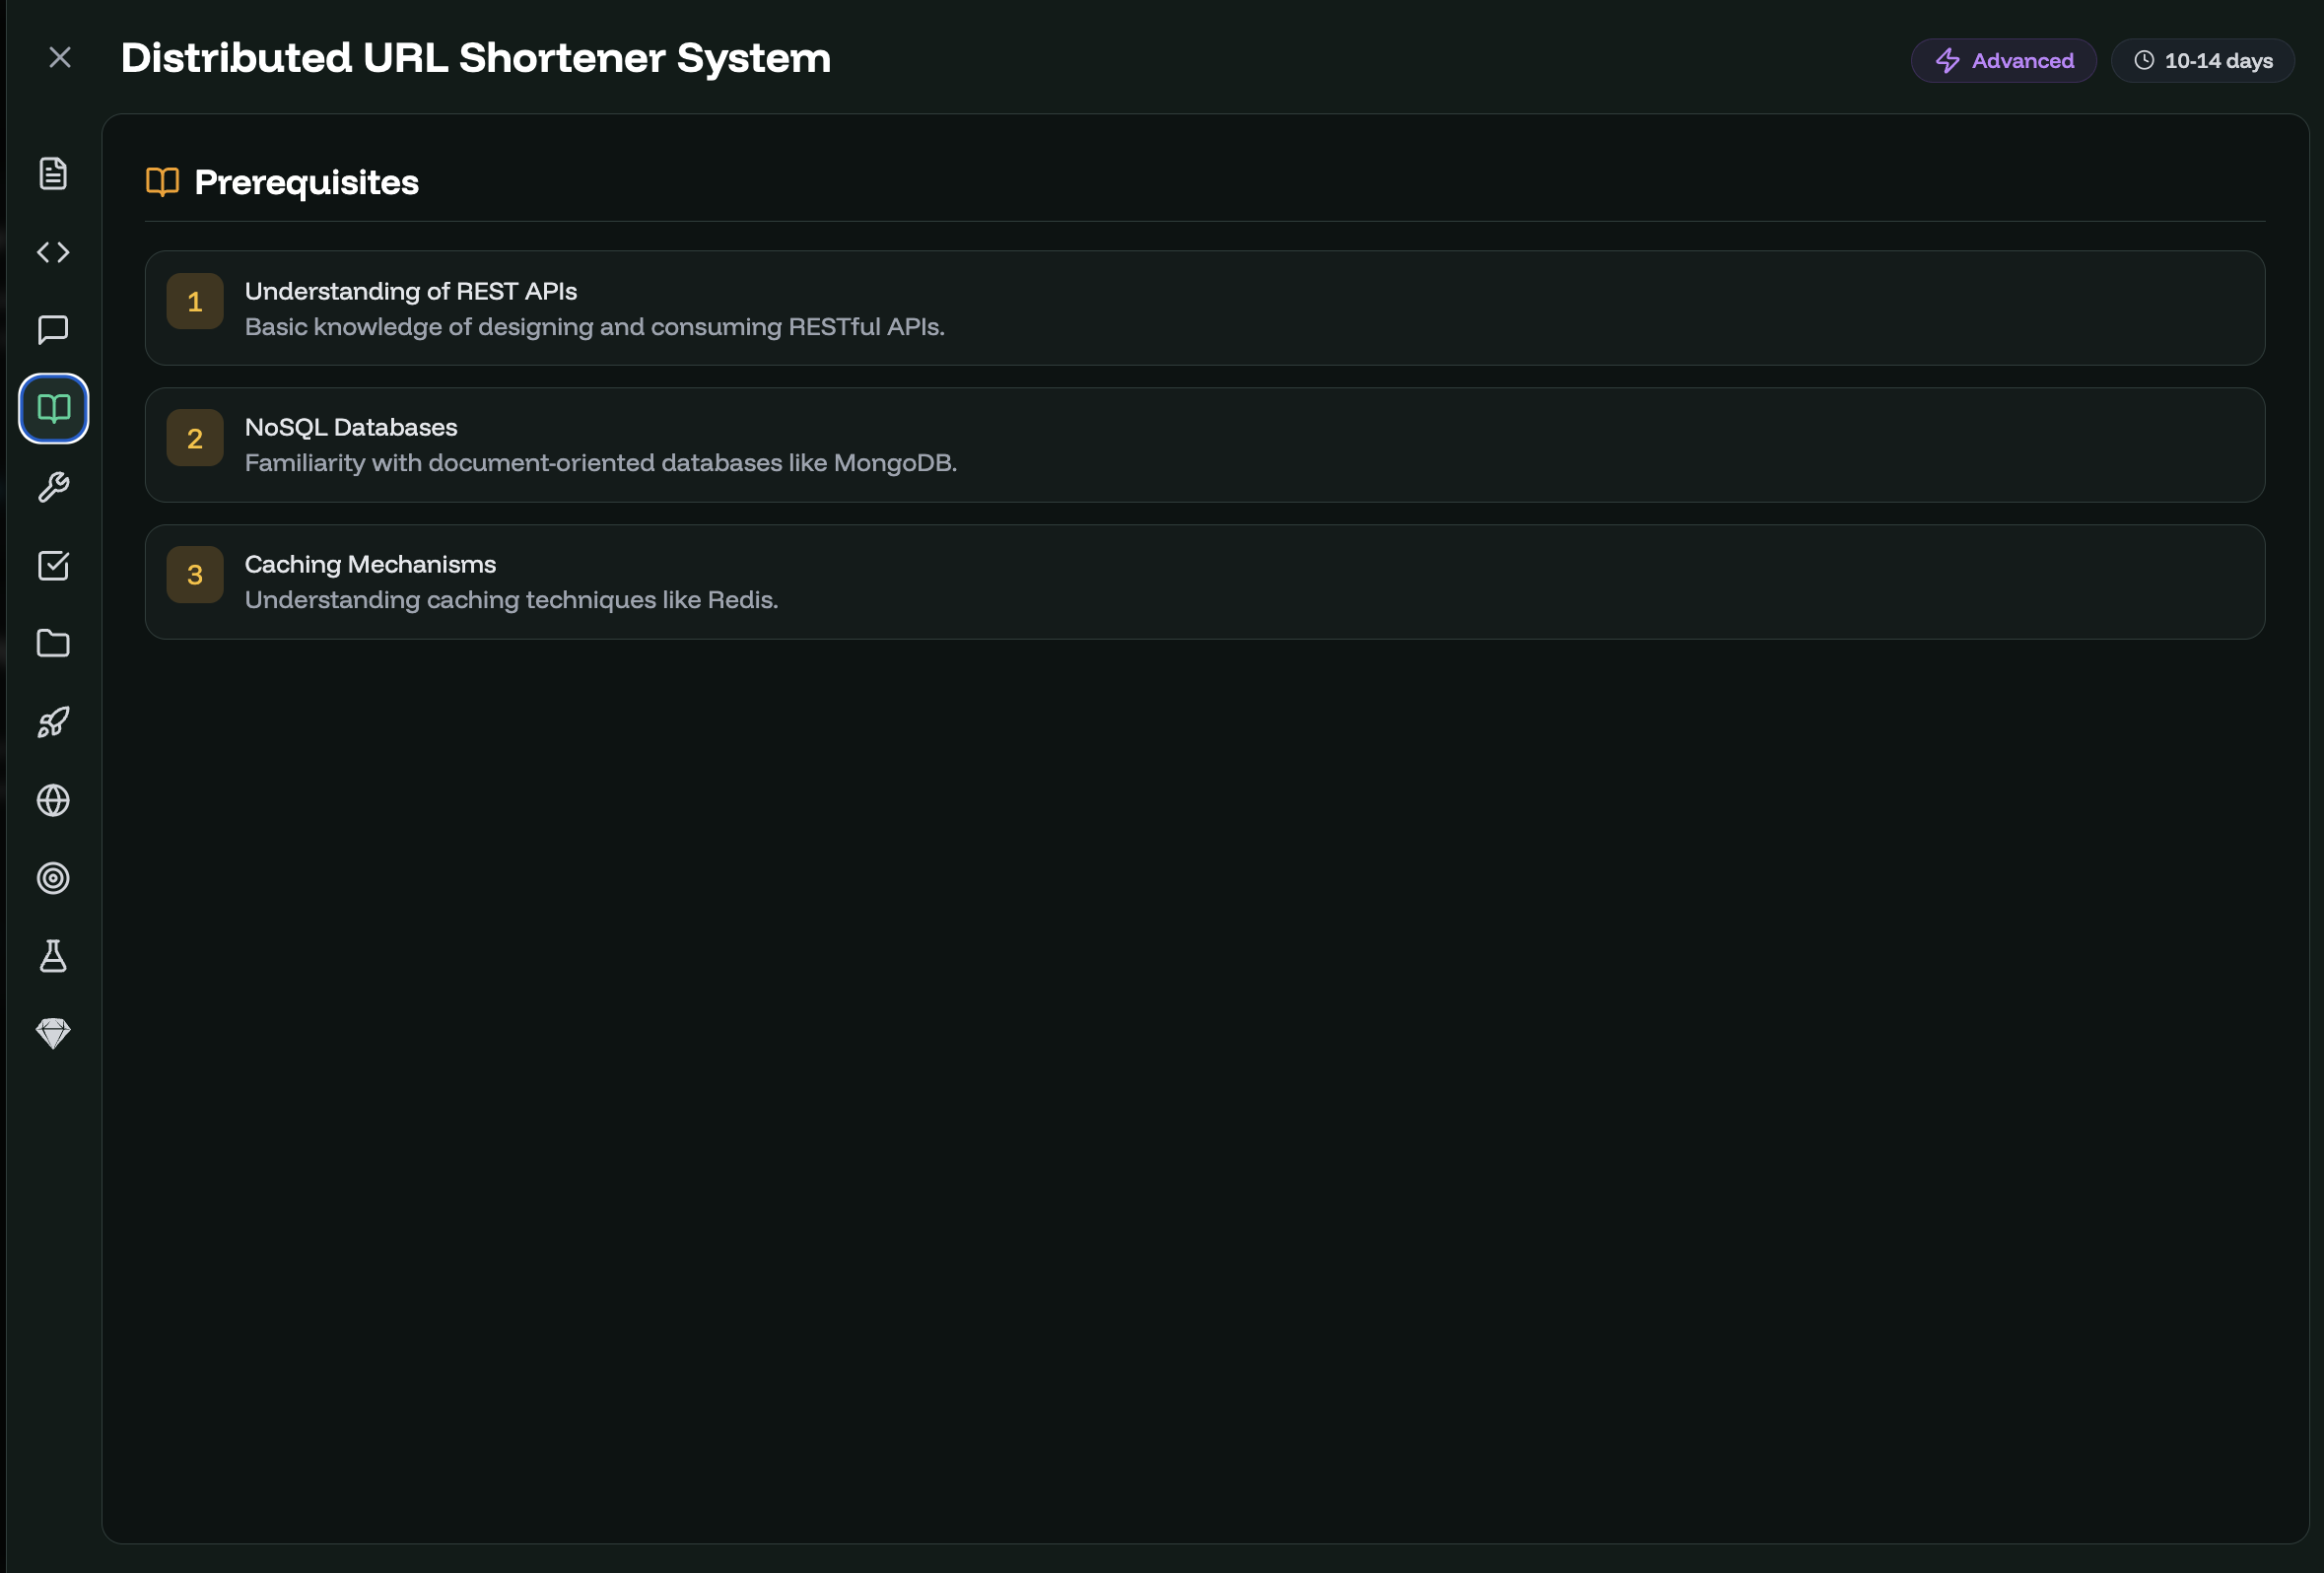 Distributed URL Shortener System
Advanced
10-14 days
Prerequisites
1
Understanding of REST APIs
Basic knowledge of designing and consuming RESTful APIs.
2
NoSQL Databases
Familiarity with document-oriented databases like MongoDB.
3
Caching Mechanisms
Understanding caching techniques like Redis.